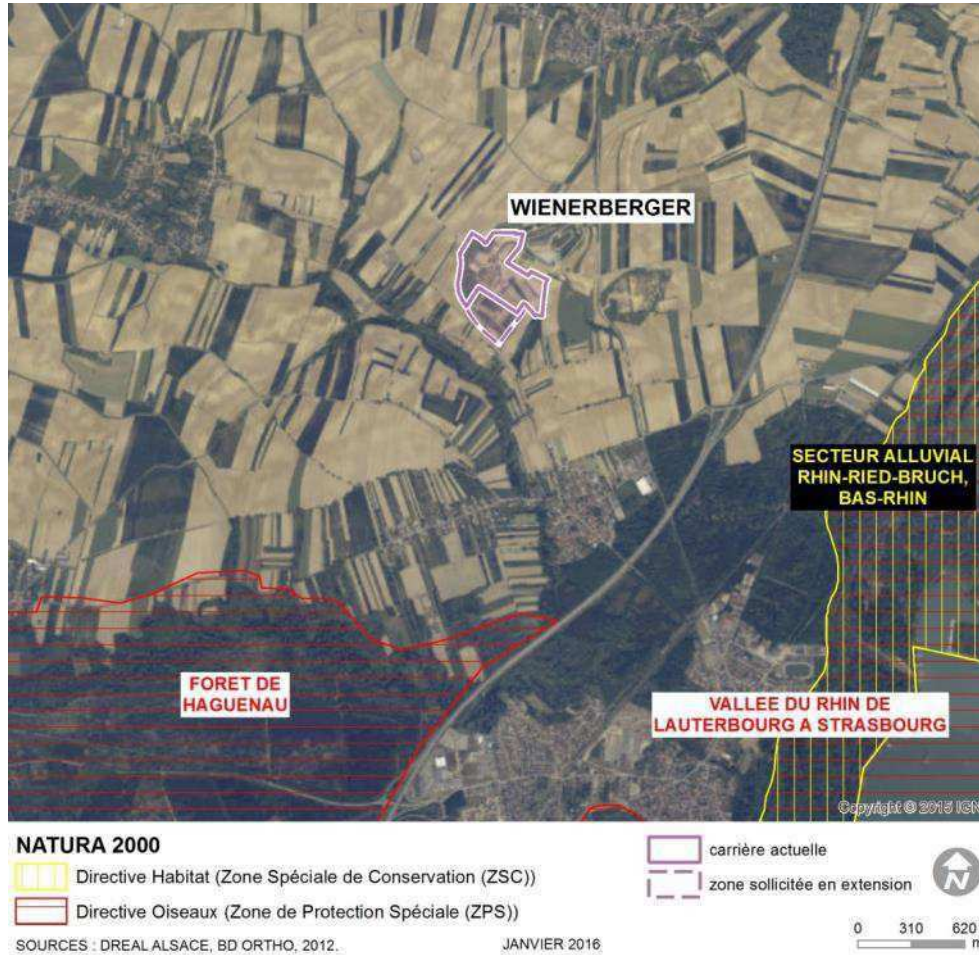 WIENERBERGER
SECTEUR ALLUVIAL
RHIN-RIED-BRUCH,
BAS-RHIN
FORET DE
HAGUENAU
VALLEE DU RHIN DE
LAUTERBOURG A STRASBOURG
Copyright © 2015 IGN
NATURA 2000
Directive Habitat (Zone Spéciale de Conservation (ZSC))
Directive Oiseaux (Zone de Protection Spéciale (ZPS))
SOURCES : DREAL ALSACE, BD ORTHO, 2012.
JANVIER 2016
carrière actuelle
zone sollicitée en extension
N
0 310 620
m